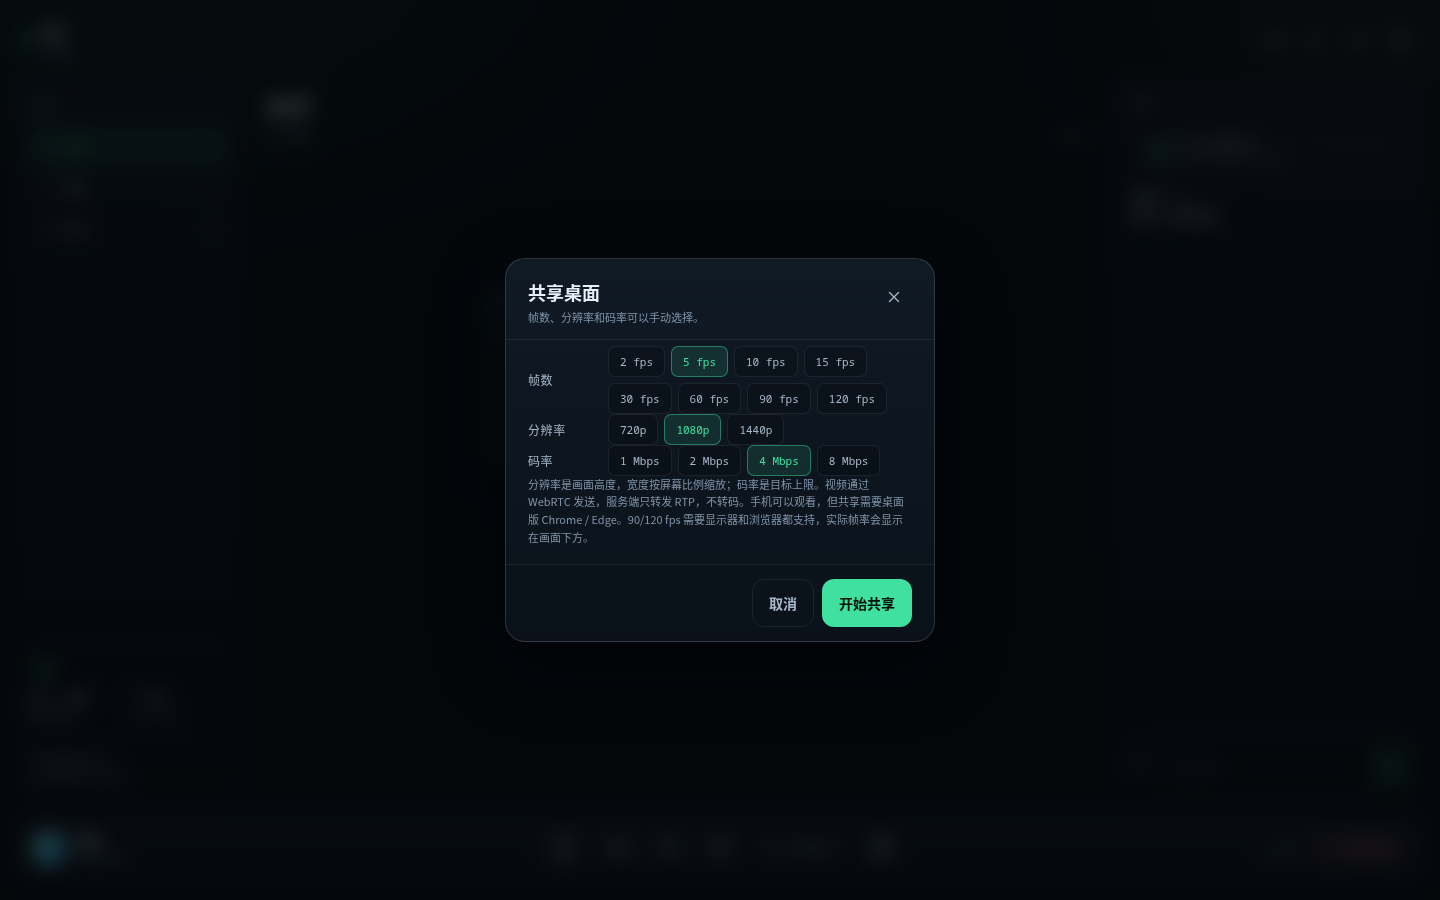 共享桌面
帧数、分辨率和码率可以手动选择。
帧数
2 fps 5 fps 10 fps 15 fps
30 fps 60 fps 90 fps 120 fps
分辨率 720p 1080p 1440p
码率 1 Mbps 2 Mbps 4 Mbps 8 Mbps
分辨率是画面高度，宽度按屏幕比例缩放；码率是目标上限。视频通过
WebRTC 发送，服务端只转发 RTP，不转码。手机可以观看，但共享需要桌面
版 Chrome / Edge。90/120 fps 需要显示器和浏览器都支持，实际帧率会显示
在画面下方。
取消 开始共享